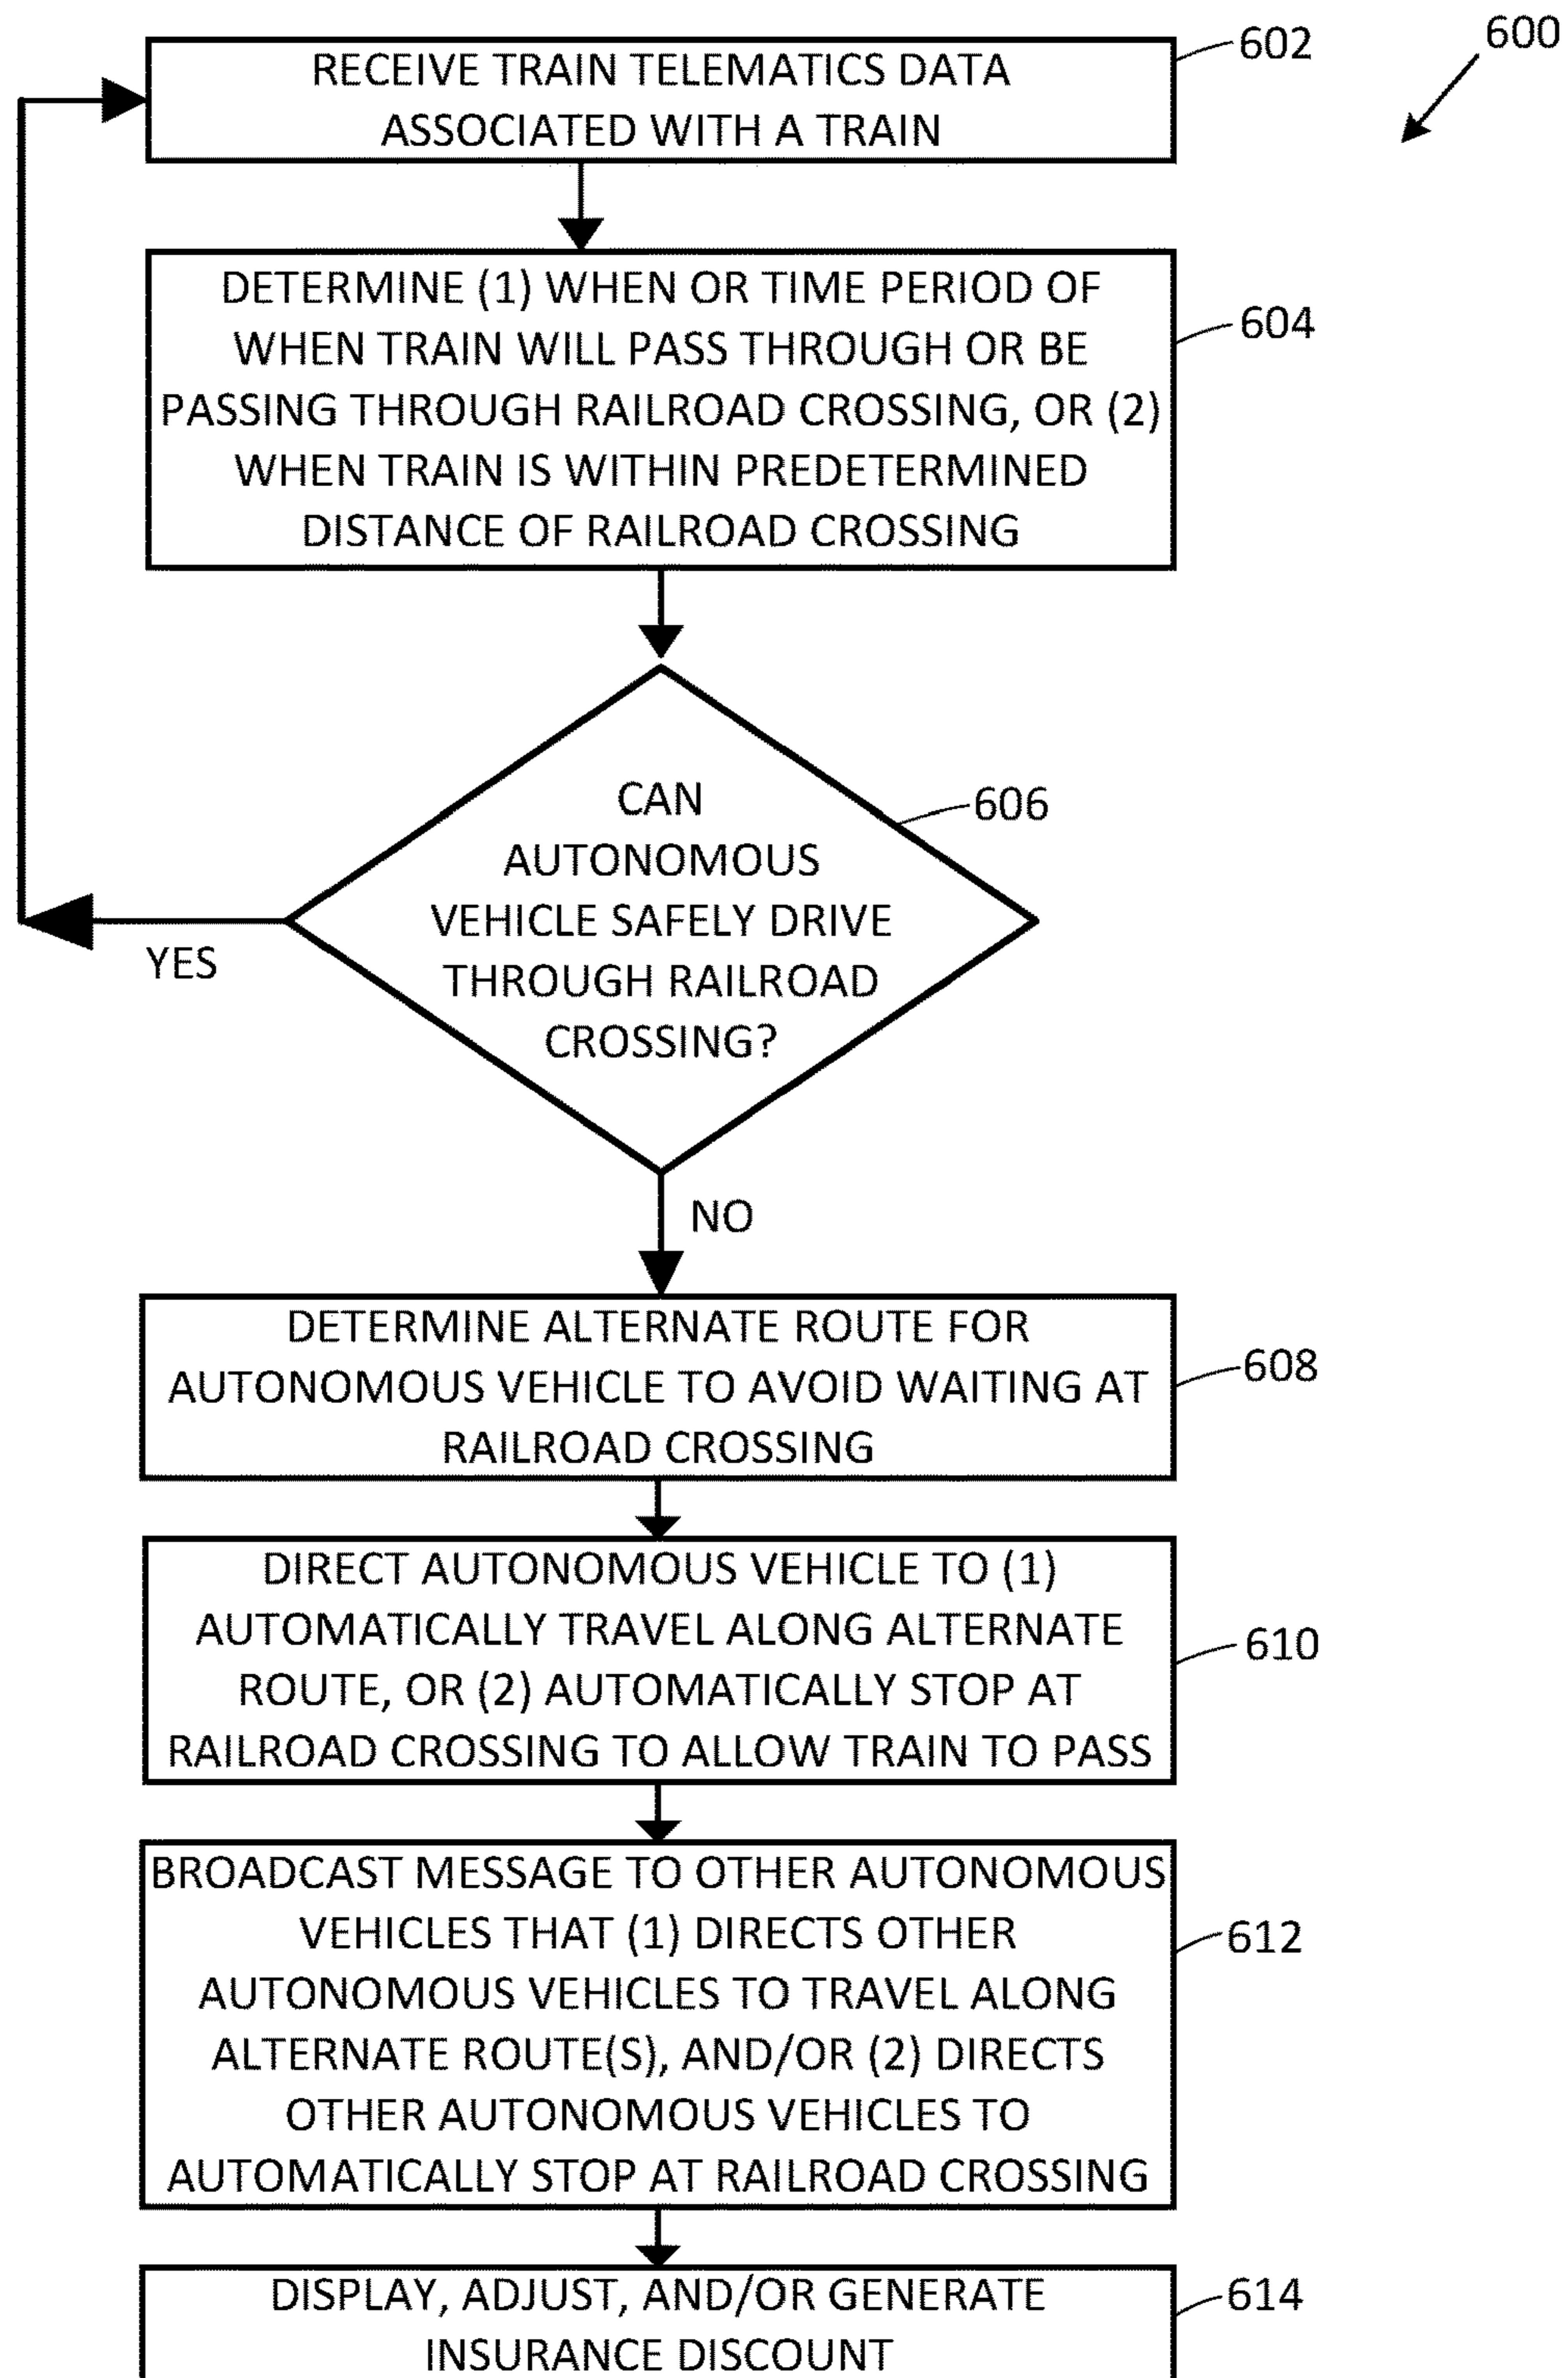 600
RECEIVE TRAIN TELEMATICS DATA
ASSOCIATED WITH A TRAIN
602
DETERMINE (1) WHEN OR TIME PERIOD OF
WHEN TRAIN WILL PASS THROUGH OR BE
PASSING THROUGH RAILROAD CROSSING, OR (2)
WHEN TRAIN IS WITHIN PREDETERMINED
DISTANCE OF RAILROAD CROSSING
604
CAN
AUTONOMOUS
VEHICLE SAFELY DRIVE
THROUGH RAILROAD
CROSSING?
606
YES
NO
DETERMINE ALTERNATE ROUTE FOR
AUTONOMOUS VEHICLE TO AVOID WAITING AT
RAILROAD CROSSING
608
DIRECT AUTONOMOUS VEHICLE TO (1)
AUTOMATICALLY TRAVEL ALONG ALTERNATE
ROUTE, OR (2) AUTOMATICALLY STOP AT
RAILROAD CROSSING TO ALLOW TRAIN TO PASS
610
BROADCAST MESSAGE TO OTHER AUTONOMOUS
VEHICLES THAT (1) DIRECTS OTHER
AUTONOMOUS VEHICLES TO TRAVEL ALONG
ALTERNATE ROUTE(S), AND/OR (2) DIRECTS
OTHER AUTONOMOUS VEHICLES TO
AUTOMATICALLY STOP AT RAILROAD CROSSING
612
DISPLAY, ADJUST, AND/OR GENERATE
INSURANCE DISCOUNT
614